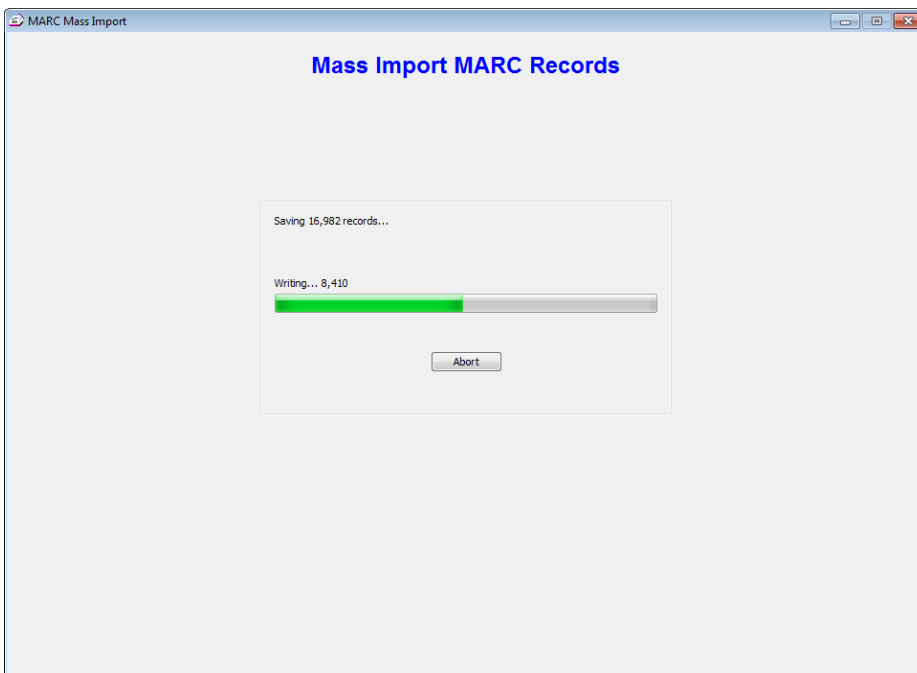 MARC Mass Import
Mass Import MARC Records
Saving 16,982 records...
Writing... 8,410
Abort